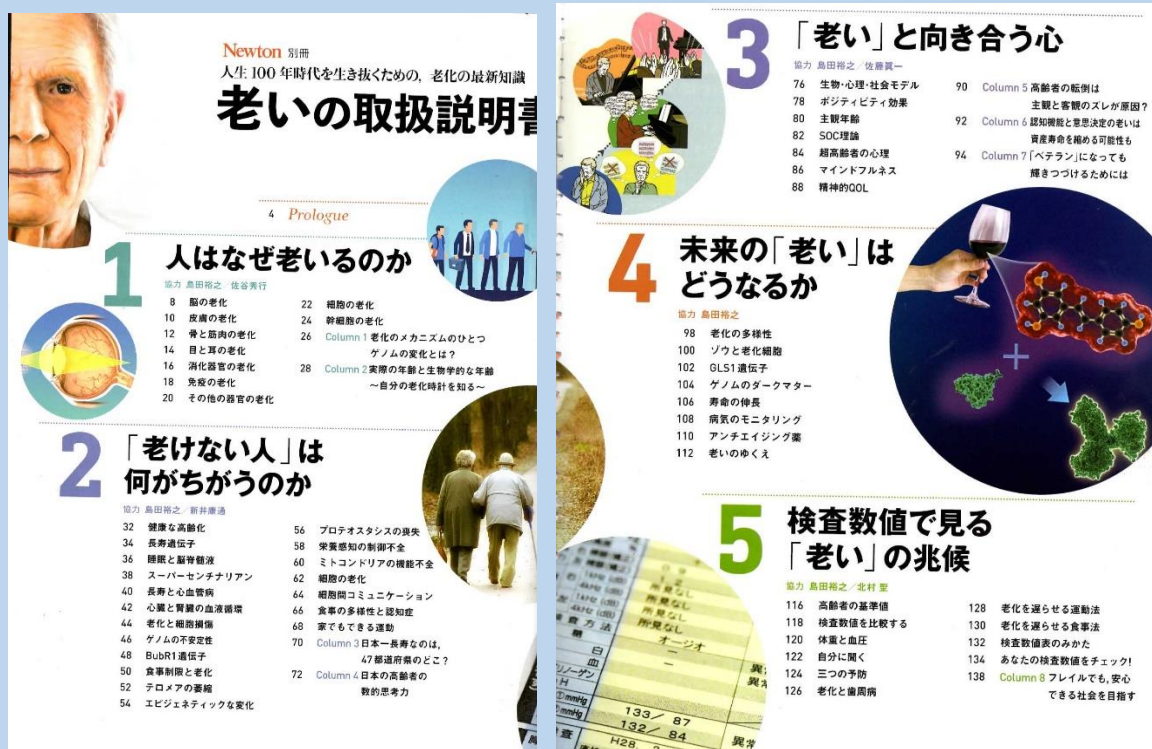 Newton 別冊
人生100年時代を生き抜くための, 老化の最新知識
老いの取扱説明書
4 Prologue
1 人はなぜ老いるのか
協力 島田裕之/佐谷秀行
8 脳の老化
10 皮膚の老化
12 骨と筋肉の老化
14 目と耳の老化
16 消化器官の老化
18 免疫の老化
20 その他の器官の老化
22 細胞の老化
24 幹細胞の老化
26 Column 1 老化のメカニズムのひとつ
ゲノムの変化とは?
28 Column 2 実際の年齢と生物学的な年齢
〜自分の老化時計を知る〜
2 「老けない人」は
何がちがうのか
協力 島田裕之/新井康通
32 健康な高齢化
34 長寿遺伝子
36 睡眠と脳脊髄液
38 スーパーセンチナリアン
40 長寿と心血管病
42 心臓と腎臓の血液循環
44 老化と細胞損傷
46 ゲノムの不安定性
48 BubR1遺伝子
50 食事制限と老化
52 テロメアの萎縮
54 エピジェネティックな変化
56 プロテオスタシスの喪失
58 栄養感知の制御不全
60 ミトコンドリアの機能不全
62 細胞の老化
64 細胞間コミュニケーション
66 食事の多様性と認知症
68 家でもできる運動
70 Column 3 日本一長寿なのは,
47都道府県のどこ?
72 Column 4 日本の高齢者の
数的思考力
3 「老い」と向き合う心
協力 島田裕之/佐藤眞一
76 生物・心理・社会モデル
78 ポジティビティ効果
80 主観年齢
82 SOC理論
84 超高齢者の心理
86 マインドフルネス
88 精神的QOL
90 Column 5 高齢者の転倒は
主観と客観のズレが原因?
92 Column 6 認知機能と意思決定の老いは
資産寿命を縮める可能性も
94 Column 7 「ベテラン」になっても
輝きつづけるためには
4 未来の「老い」は
どうなるか
協力 島田裕之
98 老化の多様性
100 ゾウと老化細胞
102 GLS1遺伝子
104 ゲノムのダークマター
106 寿命の伸長
108 病気のモニタリング
110 アンチエイジング薬
112 老いのゆくえ
5 検査数値で見る
「老い」の兆候
協力 島田裕之/北村 聖
116 高齢者の基準値
118 検査数値を比較する
120 体重と血圧
122 自分に聞く
124 三つの予防
126 老化と歯周病
128 老化を遅らせる運動法
130 老化を遅らせる食事法
132 検査数値表のみかた
134 あなたの検査数値をチェック!
138 Column 8 フレイルでも,安心
できる社会を目指す
所見なし
所見なし
所見なし
オージオ
133/ 87
132/ 84